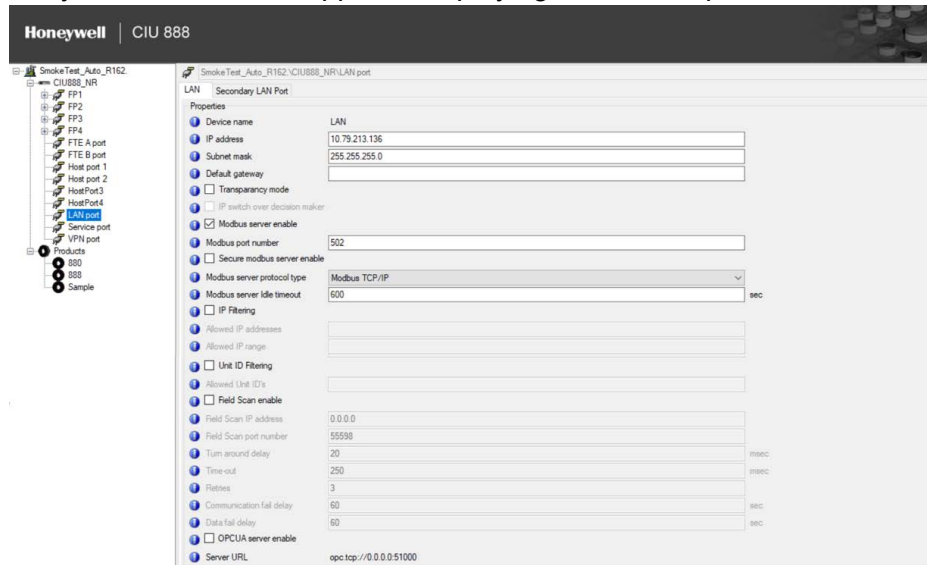 Honeywell | CIU 888
SmokeTest_Auto_R162.
CIU888_NR
FP1
FP2
FP3
FP4
FTE A port
FTE B port
Host port 1
Host port 2
HostPort3
HostPort4
LAN port
Service port
VPN port
Products
880
888
Sample
SmokeTest_Auto_R162.\CIU888_NR\LAN port
LAN Secondary LAN Port
Properties
Device name LAN
IP address 10.79.213.136
Subnet mask 255.255.255.0
Default gateway
Transparancy mode
IP switch over decision maker
Modbus server enable
Modbus port number 502
Secure modbus server enable
Modbus server protocol type Modbus TCP/IP
Modbus server Idle timeout 600 sec
IP Filtering
Allowed IP addresses
Allowed IP range
Unit ID Filtering
Allowed Unit ID's
Field Scan enable
Field Scan IP address 0.0.0.0
Field Scan port number 55598
Turn around delay 20 msec
Time-out 250 msec
Retries 3
Communication fail delay 60 sec
Data fail delay 60 sec
OPCUA server enable
Server URL opc.tcp://0.0.0.0:51000